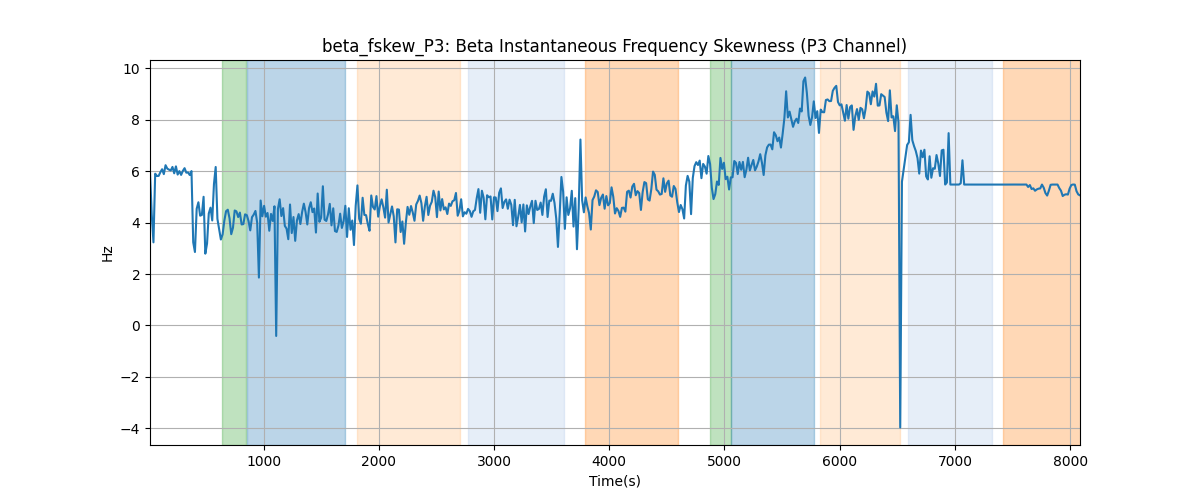 beta_fskew_P3: Beta Instantaneous Frequency Skewness (P3 Channel)
Hz
10
8
6
4
2
0
−2
−4
1000 2000 3000 4000 5000 6000 7000 8000
Time(s)